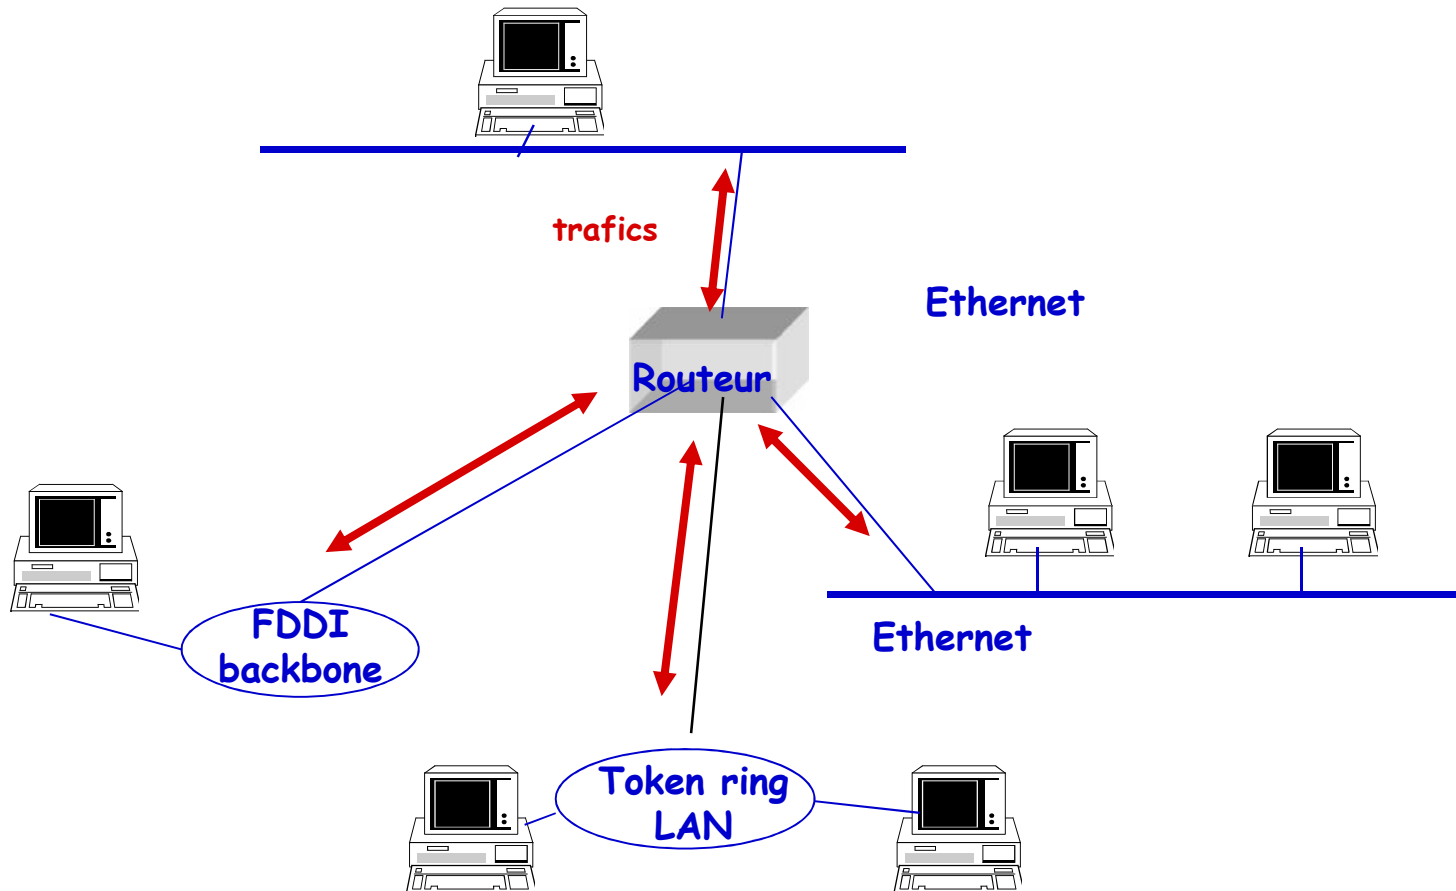 trafics
Ethernet
Routeur
FDDI
backbone
Ethernet
Token ring
LAN